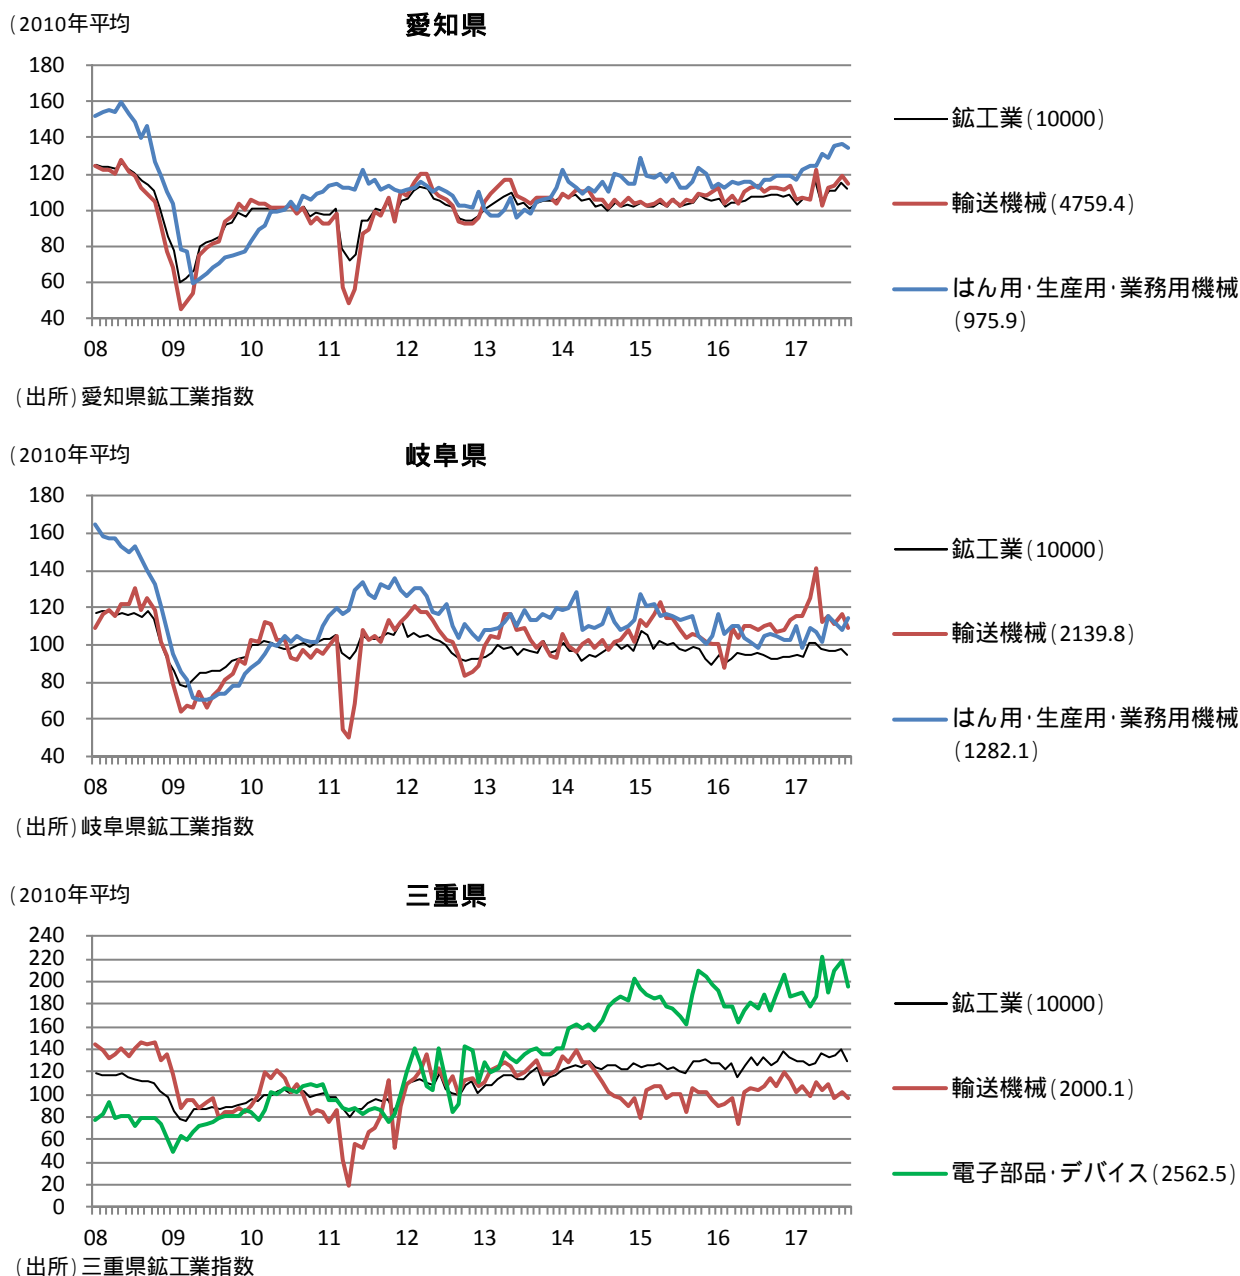 (2010年平均
愛知県
180
160
140
120
100
80
60
40
08 09 10 11 12 13 14 15 16 17
鉱工業(10000)
輸送機械(4759.4)
はん用・生産用・業務用機械
(975.9)
(出所)愛知県鉱工業指数
(2010年平均
岐阜県
180
160
140
120
100
80
60
40
08 09 10 11 12 13 14 15 16 17
鉱工業(10000)
輸送機械(2139.8)
はん用・生産用・業務用機械
(1282.1)
(出所)岐阜県鉱工業指数
(2010年平均
三重県
240
220
200
180
160
140
120
100
80
60
40
20
0
08 09 10 11 12 13 14 15 16 17
鉱工業(10000)
輸送機械(2000.1)
電子部品・デバイス(2562.5)
(出所)三重県鉱工業指数